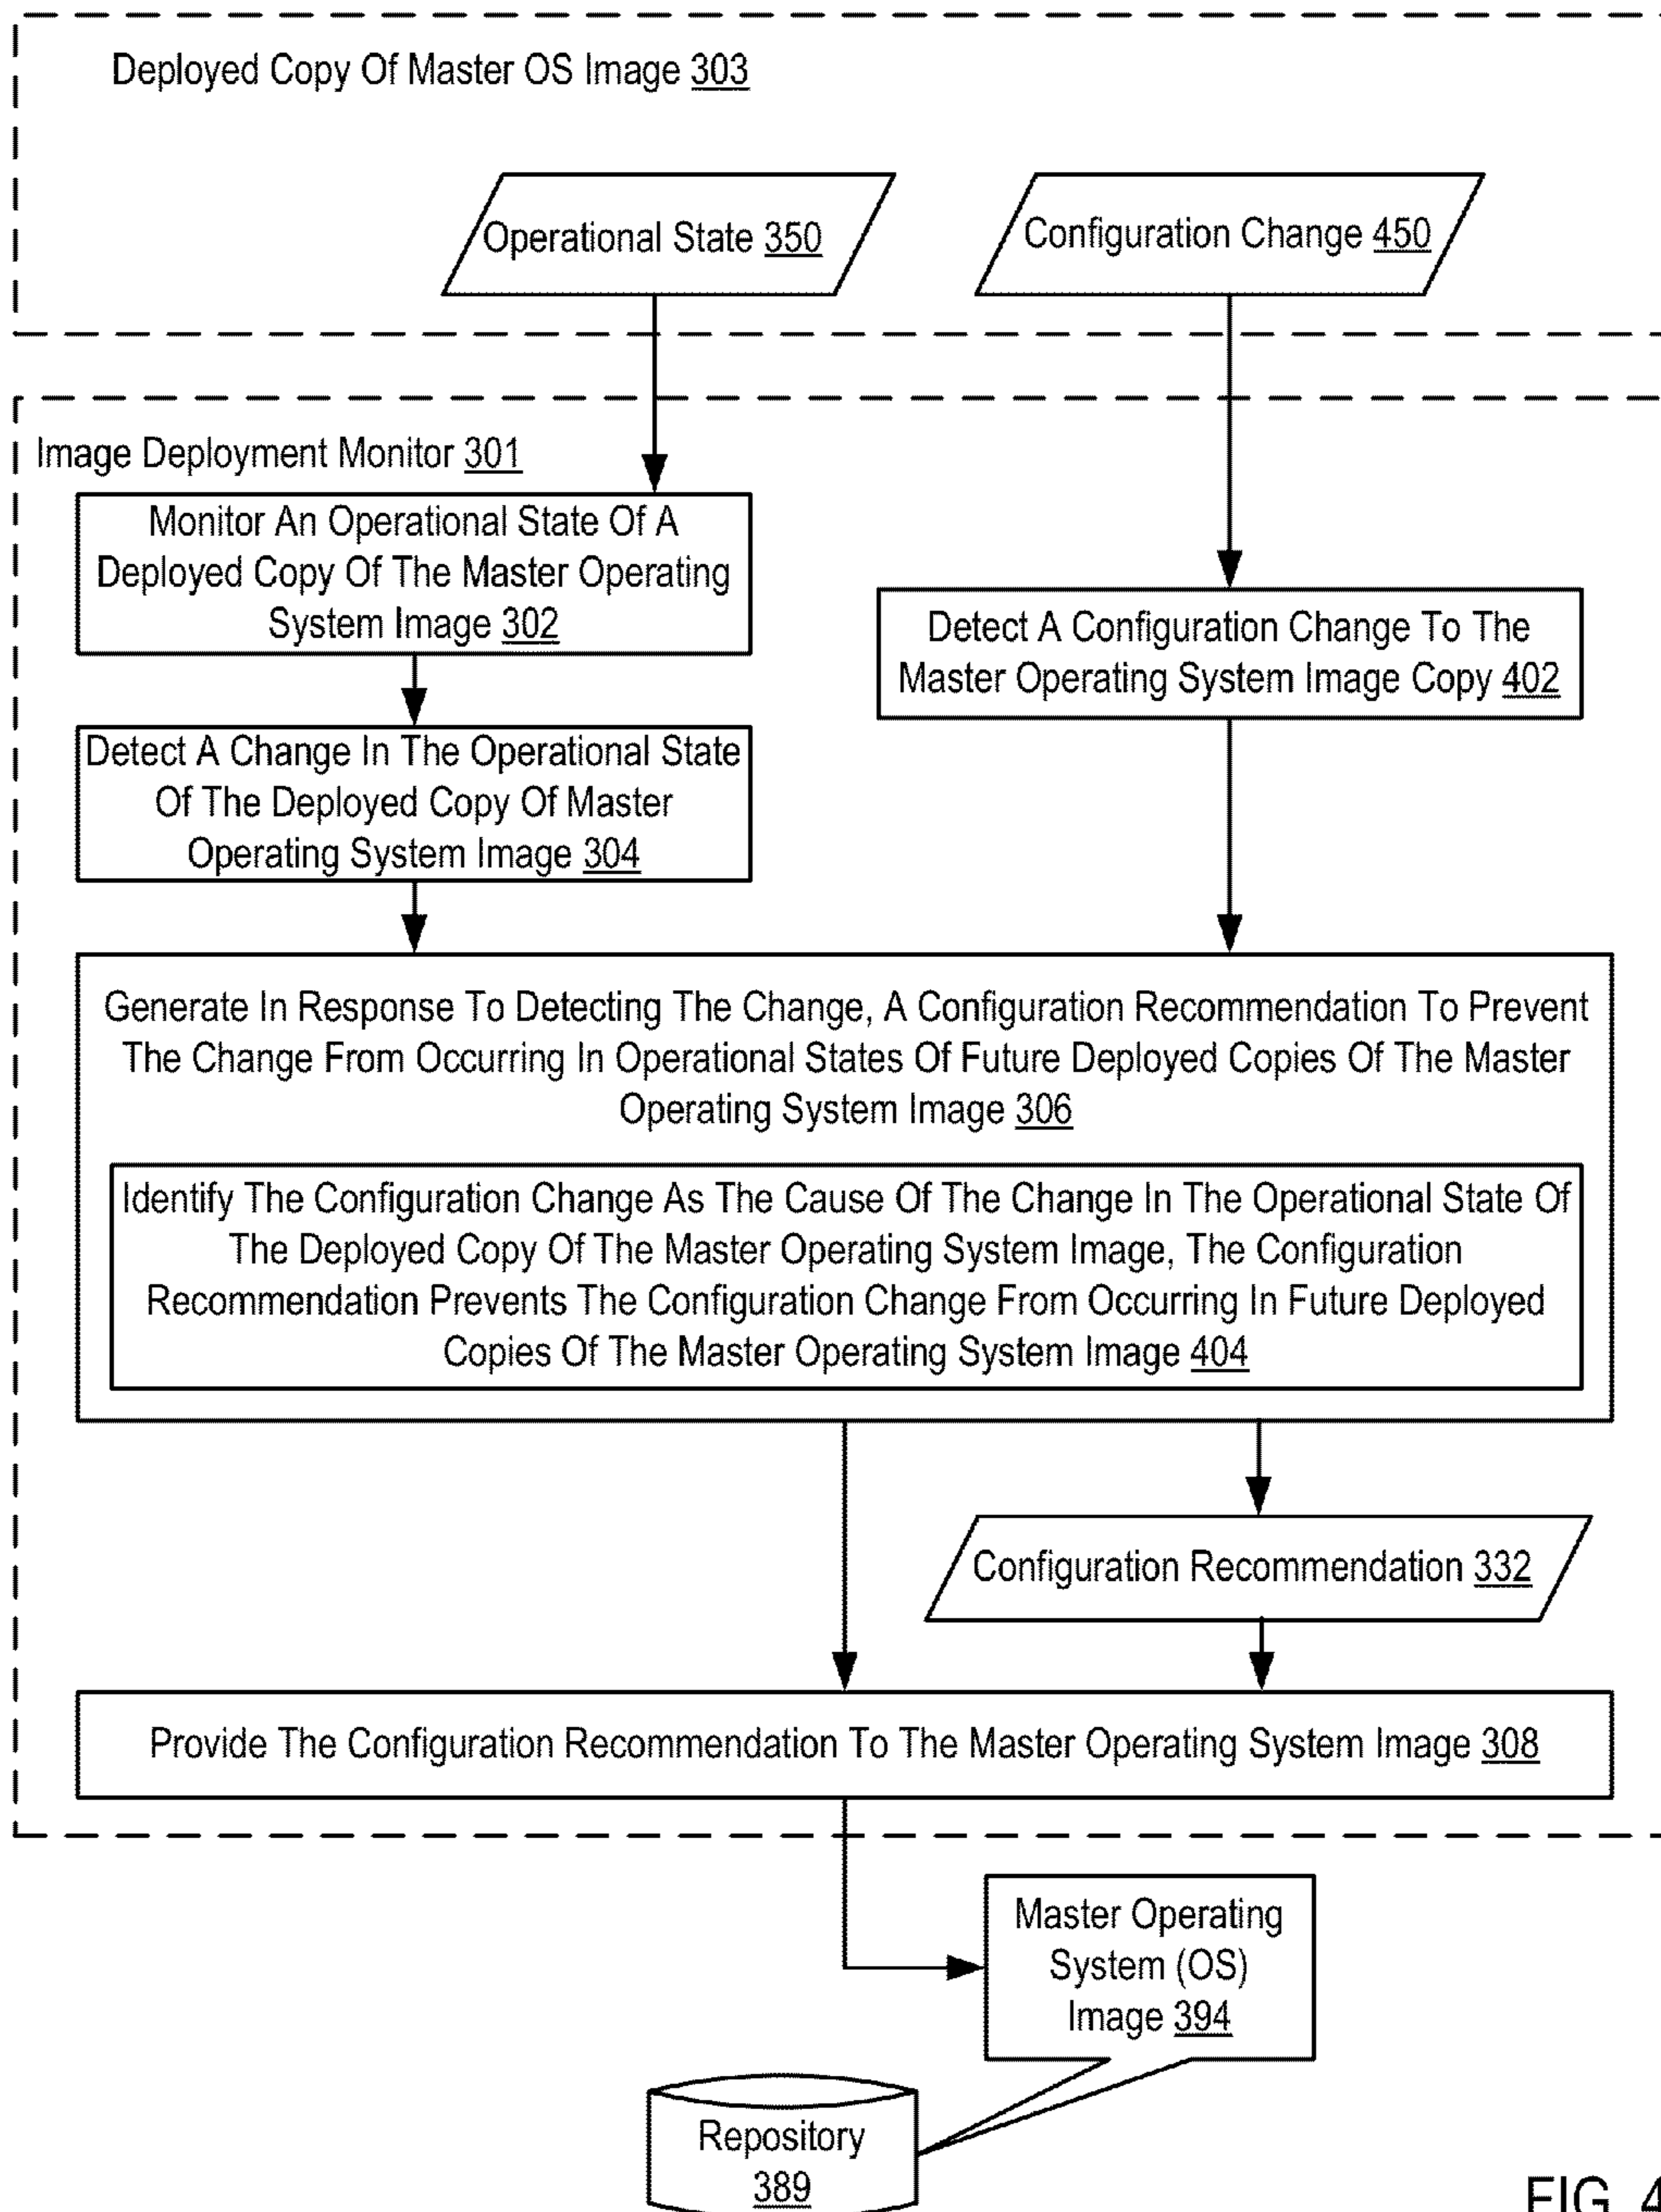 Deployed Copy Of Master OS Image 303
Operational State 350
Configuration Change 450
Image Deployment Monitor 301
Monitor An Operational State Of A
Deployed Copy Of The Master Operating
System Image 302
Detect A Configuration Change To The
Master Operating System Image Copy 402
Detect A Change In The Operational State
Of The Deployed Copy Of Master
Operating System Image 304
Generate In Response To Detecting The Change, A Configuration Recommendation To Prevent
The Change From Occurring In Operational States Of Future Deployed Copies Of The Master
Operating System Image 306
Identify The Configuration Change As The Cause Of The Change In The Operational State Of
The Deployed Copy Of The Master Operating System Image, The Configuration
Recommendation Prevents The Configuration Change From Occurring In Future Deployed
Copies Of The Master Operating System Image 404
Configuration Recommendation 332
Provide The Configuration Recommendation To The Master Operating System Image 308
Master Operating
System (OS)
Image 394
Repository
389
FIG. 4